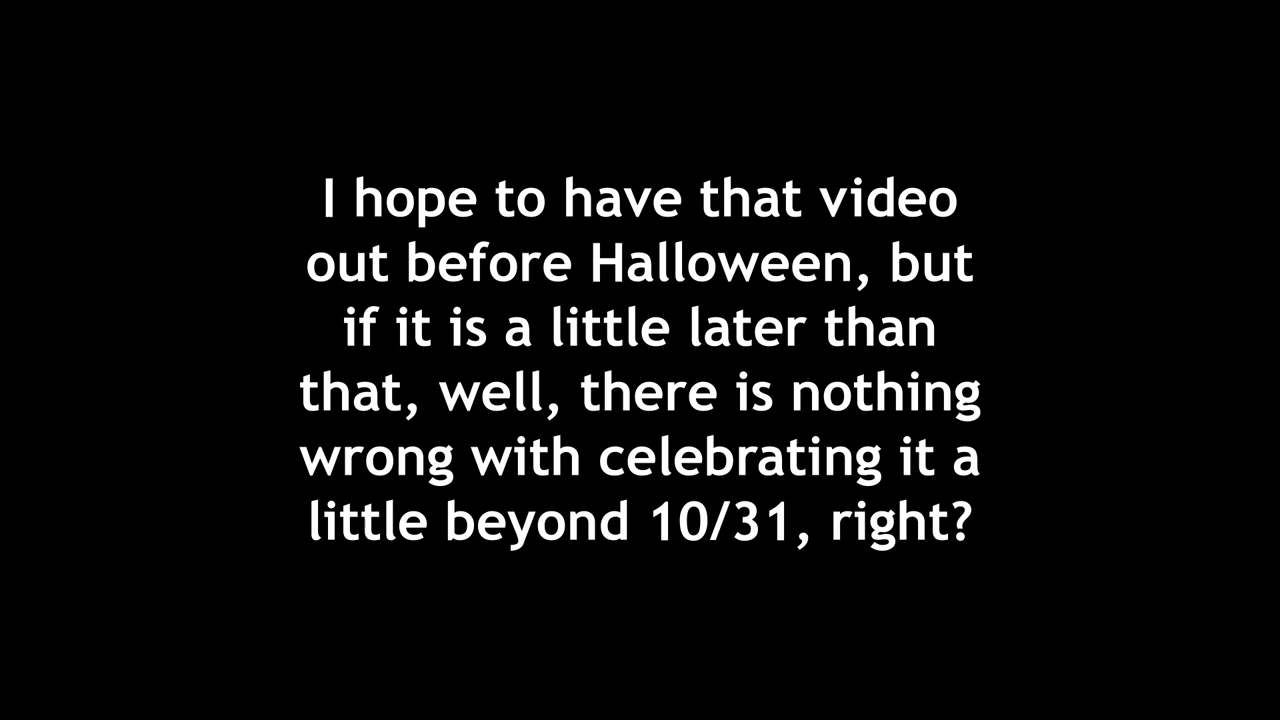 I hope to have that video
out before Halloween, but
if it is a little later than
that, well, there is nothing
wrong with celebrating it a
little beyond 10/31, right?